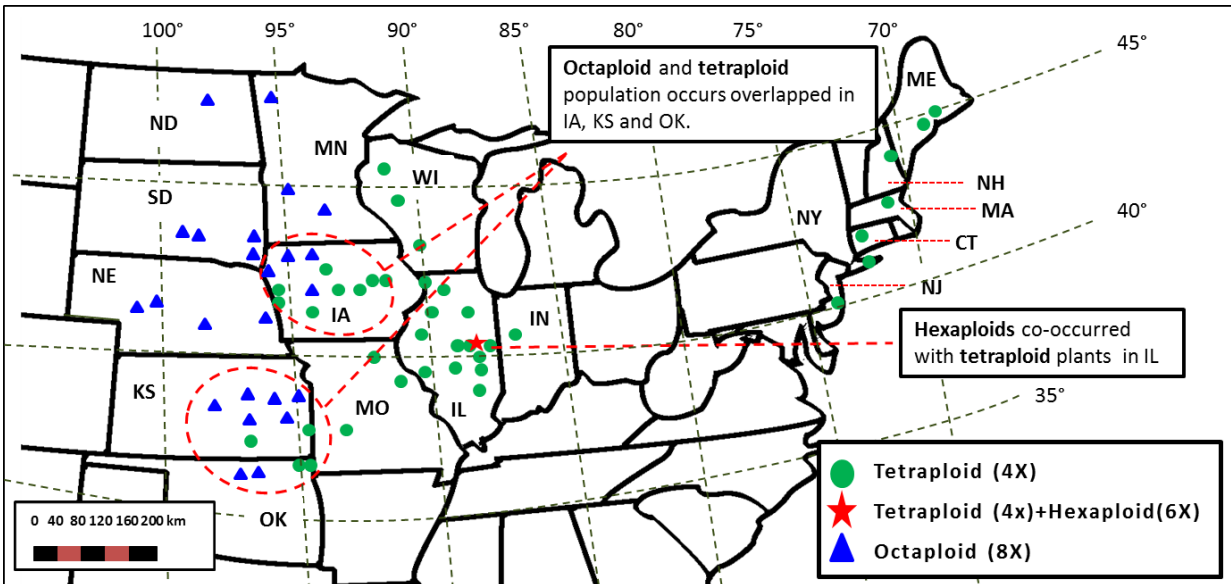 100°
95°
90°
85°
80°
75°
70°
45°
Octaploid and tetraploid
population occurs overlapped in
IA, KS and OK.
ME
ND
MN
WI
SD
NH
MA
NY
40°
CT
NE
NJ
IA
IN
Hexaploids co-occurred
with tetraploid plants in IL
KS
MO
IL
35°
Tetraploid (4X)
Tetraploid (4x)+Hexaploid(6X)
Octaploid (8X)
OK
0 40 80 120 160 200 km